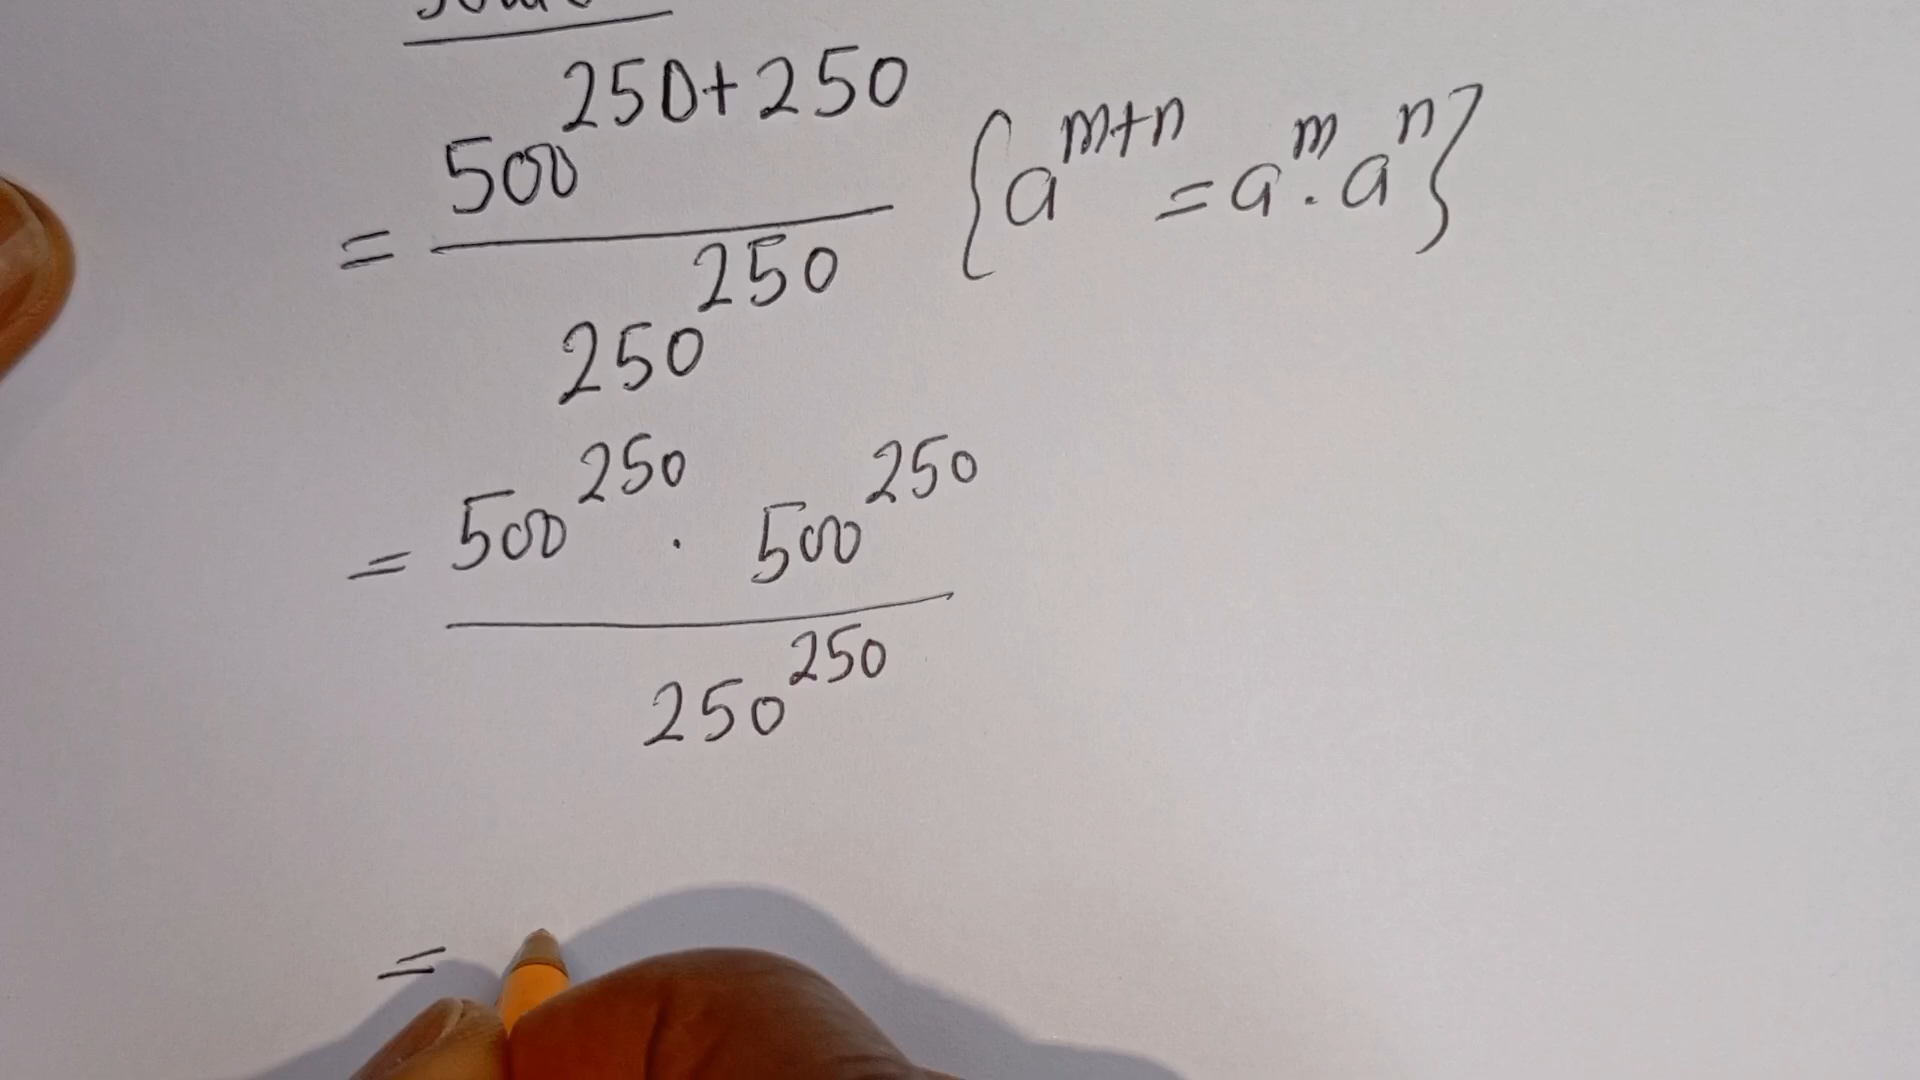 = 500^250+250 / 250^250 {a^m+n = a^m . a^n}
= 500^250 . 500^250 / 250^250
=